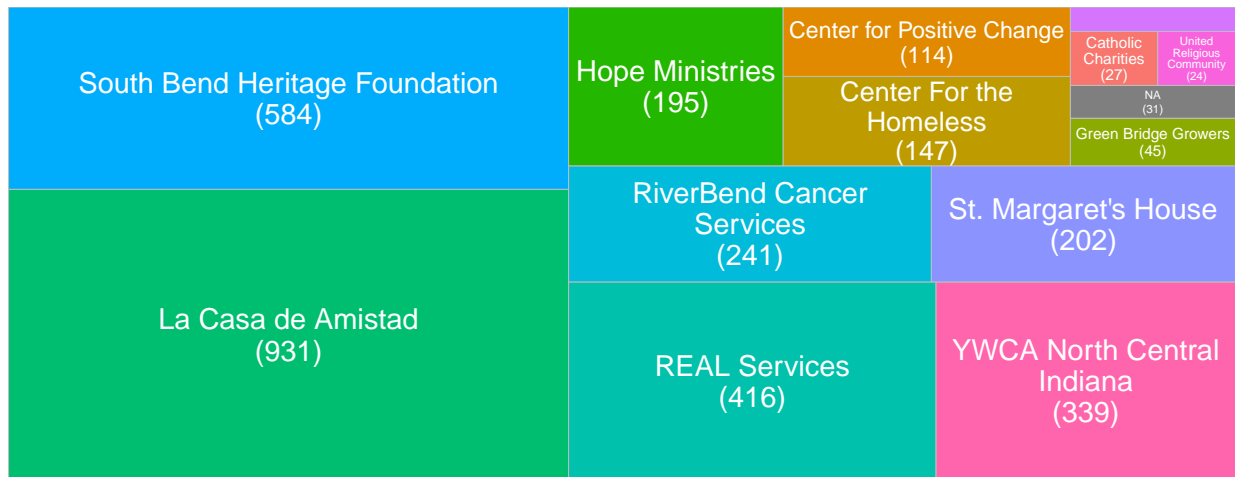 South Bend Heritage Foundation
(584)
La Casa de Amistad
(931)
Hope Ministries
(195)
Center for Positive Change
(114)
Center For the
Homeless
(147)
Catholic
Charities
(27)
United
Religious
Community
(24)
NA
(31)
Green Bridge Growers
(45)
RiverBend Cancer
Services
(241)
St. Margaret's House
(202)
REAL Services
(416)
YWCA North Central
Indiana
(339)